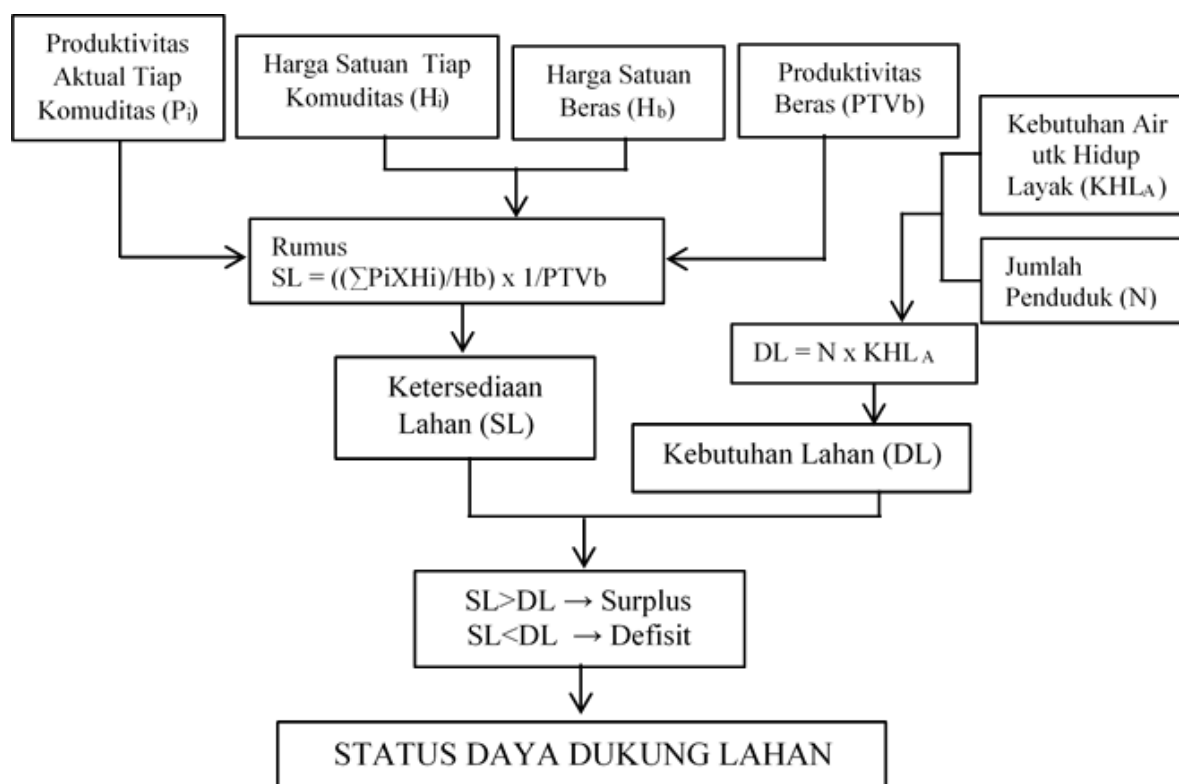 Produktivitas
Aktual Tiap
Komuditas (Pi)
Harga Satuan Tiap
Komuditas (Hi)
Harga Satuan
Beras (Hb)
Produktivitas
Beras (PTVb)
Kebutuhan Air
utk Hidup
Layak (KHLA)
Jumlah
Penduduk (N)
Rumus
SL = ((∑PiXHi)/Hb) x 1/PTVb
DL = N x KHL A
Ketersediaan
Lahan (SL)
Kebutuhan Lahan (DL)
SL>DL → Surplus
SL<DL → Defisit
STATUS DAYA DUKUNG LAHAN